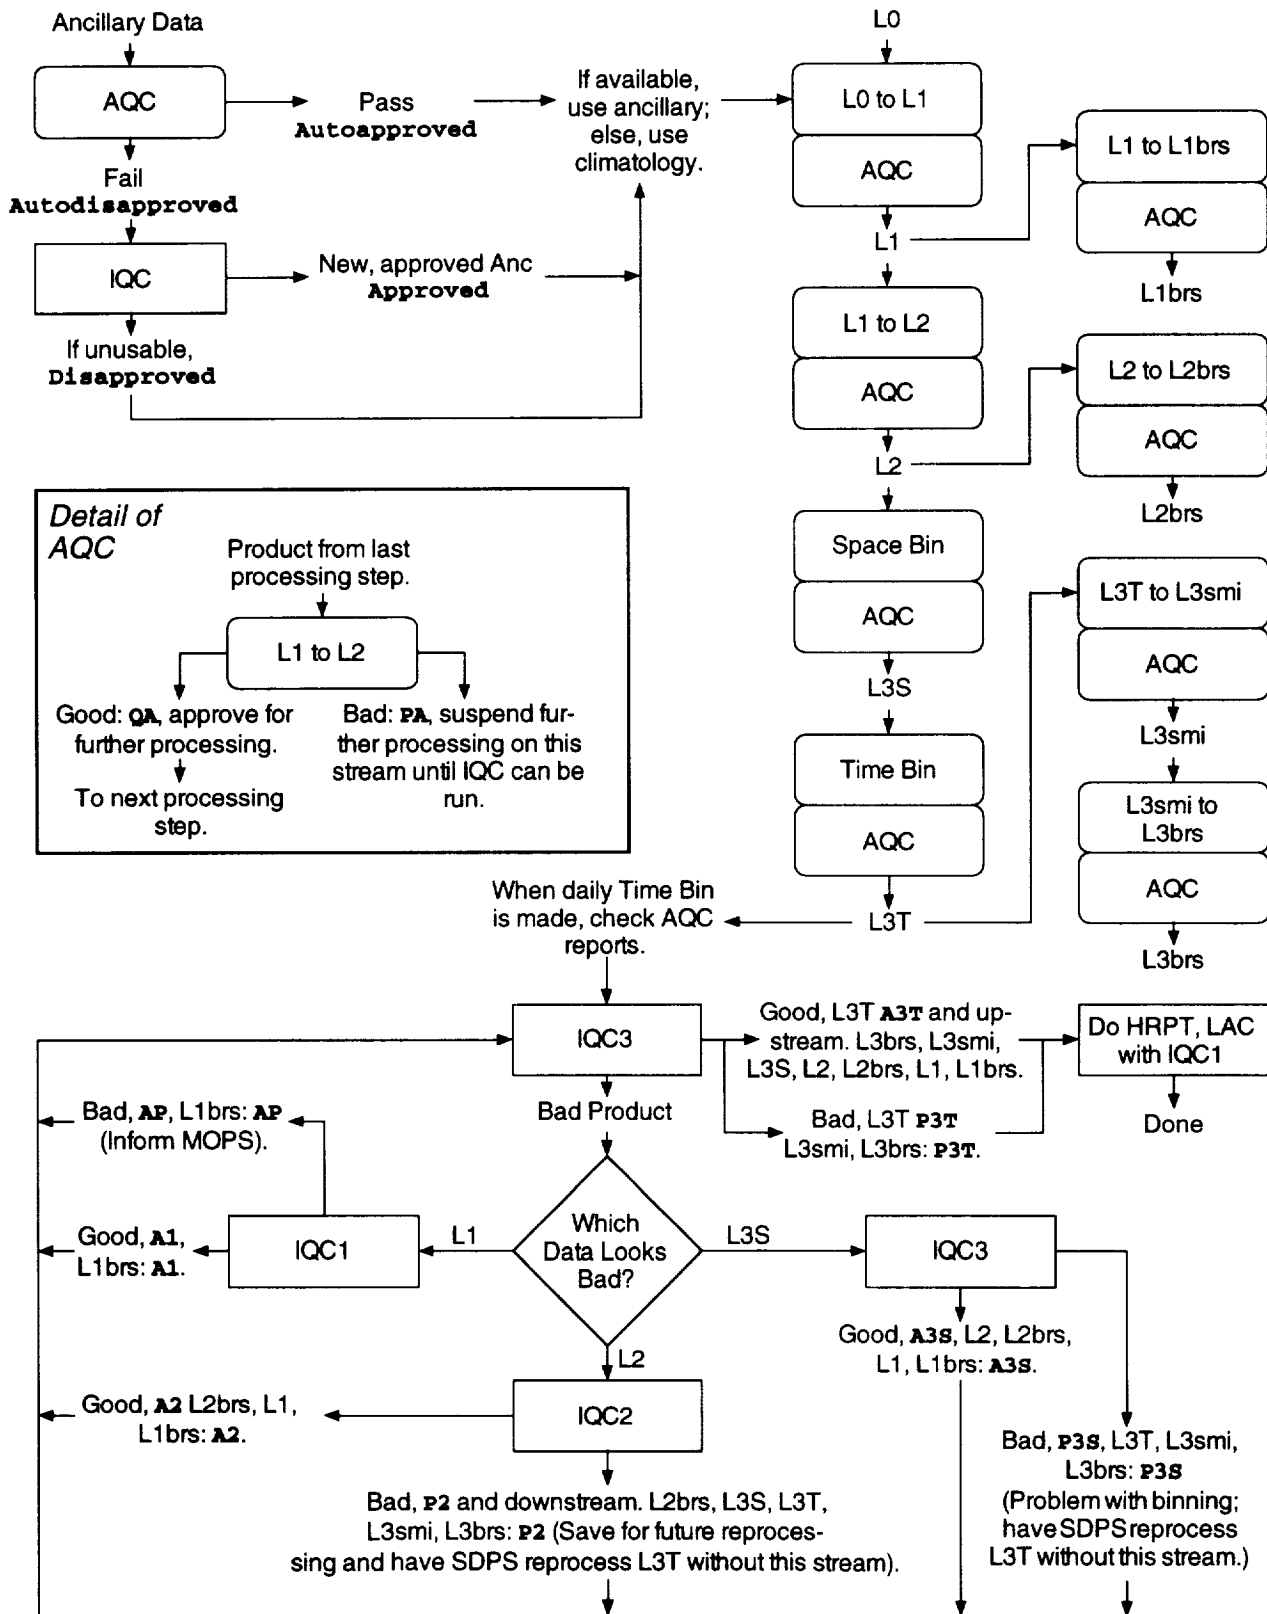 Ancillary Data
AQC
Pass
Autoapproved
Fail
Autodisapproved
IQC
New, approved Anc
Approved
If unusable,
Disapproved
If available,
use ancillary;
else, use
climatology.
L0
L0 to L1
AQC
L1
L1 to L1brs
AQC
L1brs
L1 to L2
AQC
L2
L2 to L2brs
AQC
L2brs
Space Bin
AQC
L3S
Time Bin
AQC
L3T
L3T to L3smi
AQC
L3smi
L3smi to
L3brs
AQC
L3brs
Detail of
AQC
Product from last
processing step.
L1 to L2
Good: QA, approve for
further processing.
To next processing
step.
Bad: PA, suspend fur-
ther processing on this
stream until IQC can be
run.
When daily Time Bin
is made, check AQC
reports.
IQC3
Good, L3T A3T and up-
stream. L3brs, L3smi,
L3S, L2, L2brs, L1, L1brs.
Bad, L3T P3T
L3smi, L3brs: P3T.
Do HRPT, LAC
with IQC1
Done
Bad Product
Which
Data Looks
Bad?
L1
IQC1
Bad, AP, L1brs: AP
(Inform MOPS).
Good, A1,
L1brs: A1.
L3S
IQC3
Good, A3S, L2, L2brs,
L1, L1brs: A3S.
Bad, P3S, L3T, L3smi,
L3brs: P3S
(Problem with binning;
have SDPS reprocess
L3T without this stream.)
L2
IQC2
Good, A2 L2brs, L1,
L1brs: A2.
Bad, P2 and downstream. L2brs, L3S, L3T,
L3smi, L3brs: P2 (Save for future reproces-
sing and have SDPS reprocess L3T without this stream).